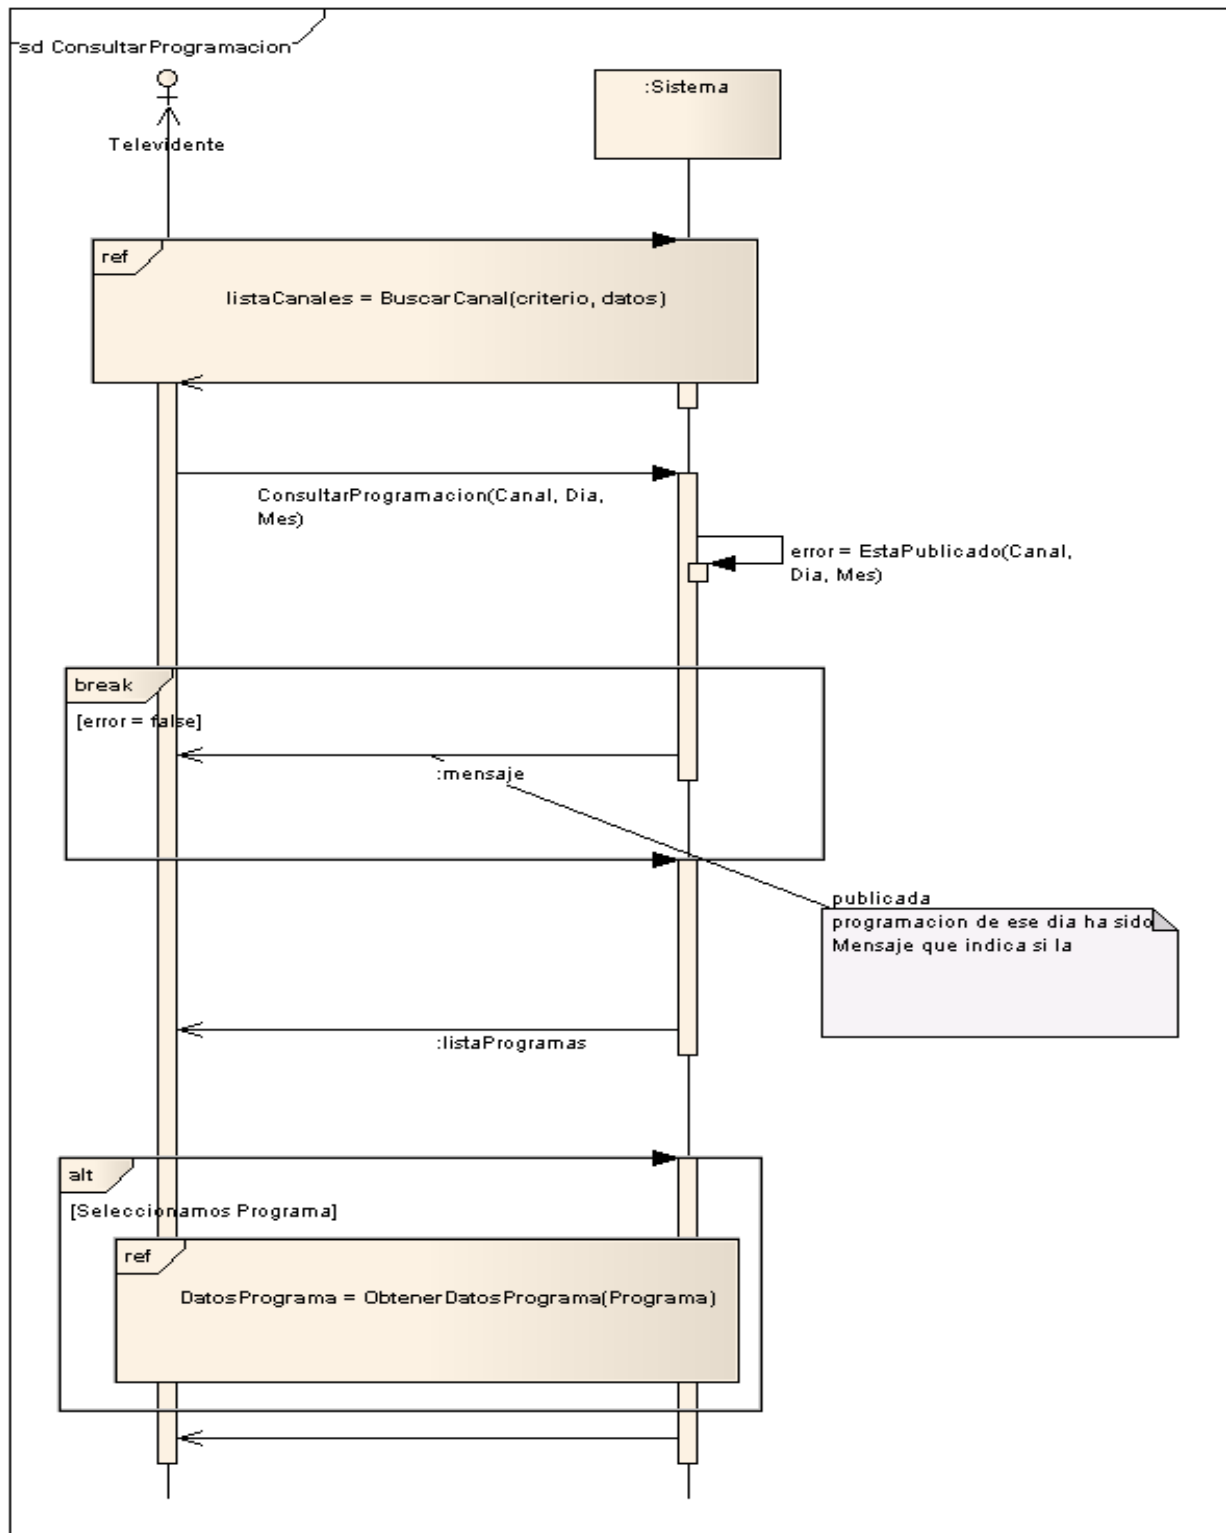 sd ConsultarProgramacion
:Sistema
Televidente
ref
listaCanales = BuscarCanal(criterio, datos)
ConsultarProgramacion(Canal, Dia,
Mes)
error = EstaPublicado(Canal,
Dia, Mes)
break
[error = false]
:mensaje
publicada
programacion de ese dia ha sido
Mensaje que indica si la
:listaProgramas
alt
[Seleccionamos Programa]
ref
DatosPrograma = ObtenerDatosPrograma(Programa)